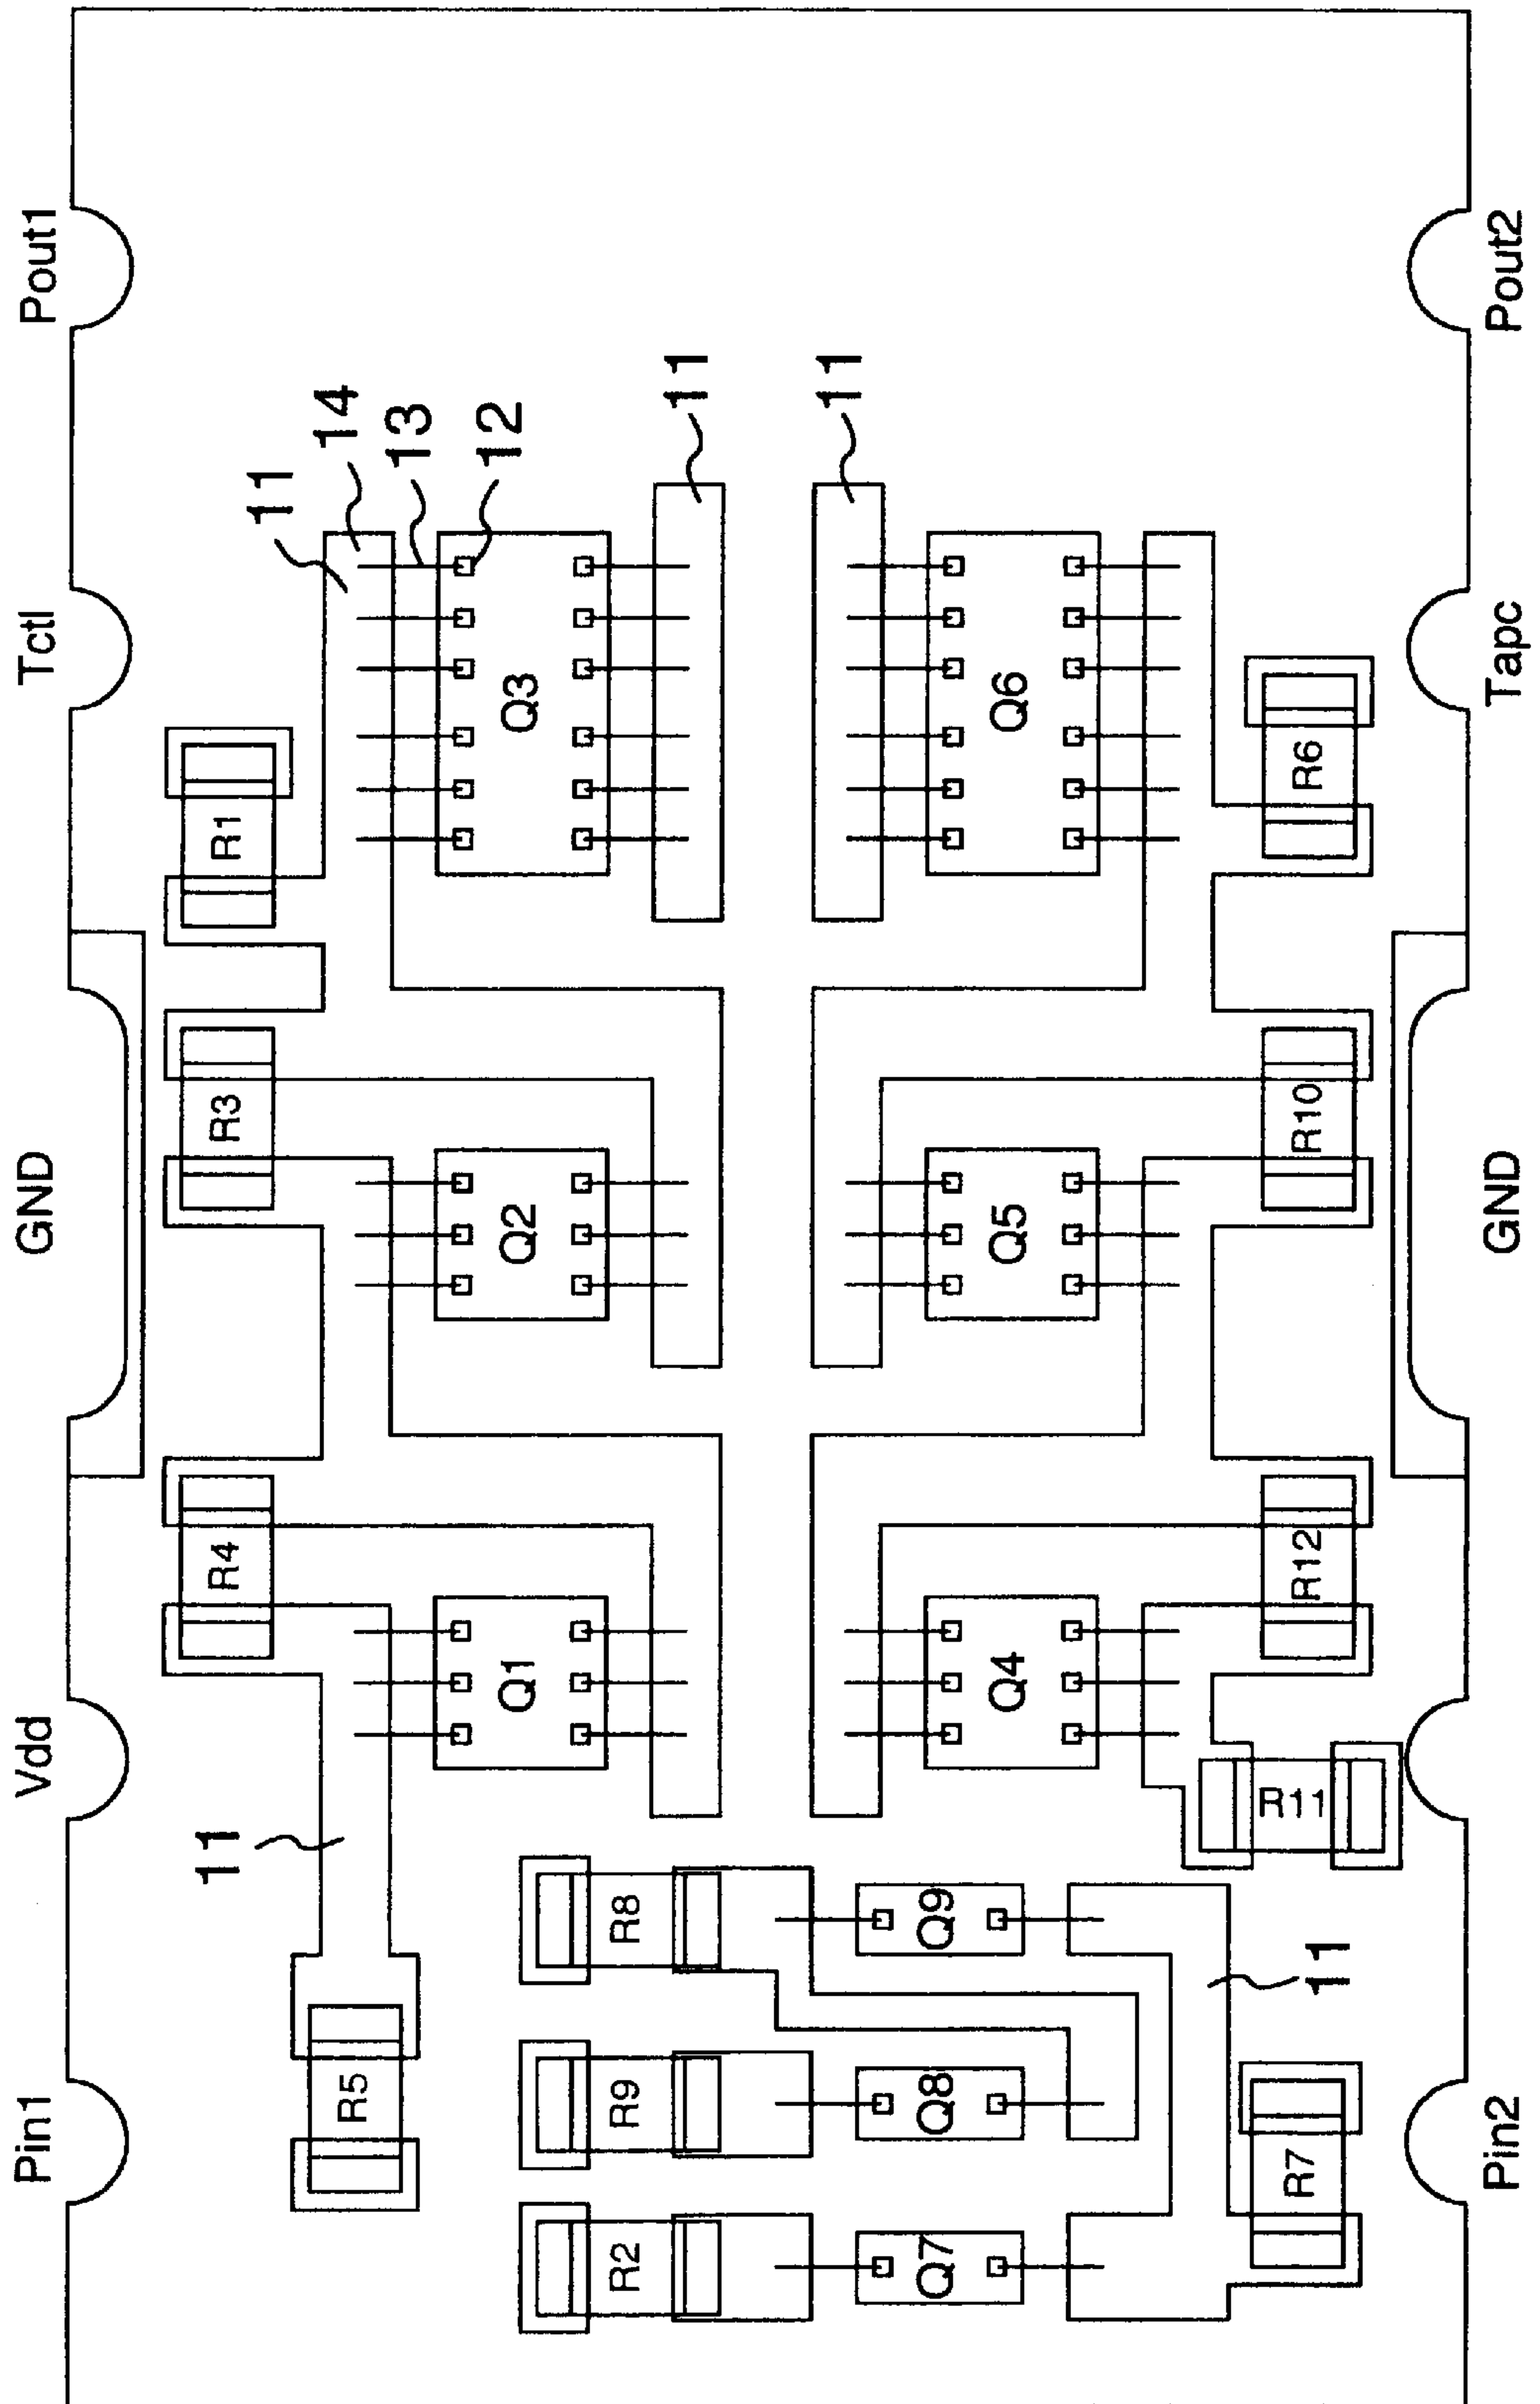 Pin1
Vdd
GND
Tctl
Pout1
R4
R3
R1
11
14
11
R5
13
12
Q1
Q2
Q3
R2
R9
R8
11
11
Q7
Q8
Q9
Q4
Q5
Q6
R7
11
R11
R12
R10
R6
Pin2
GND
Tapc
Pout2